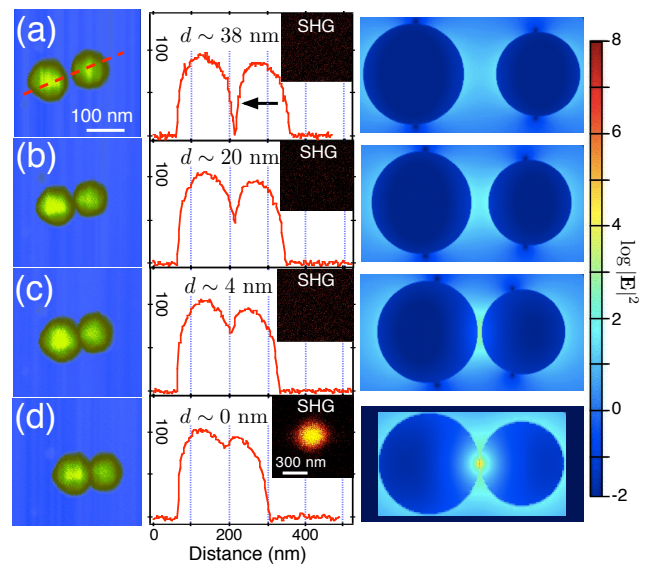 (a)
100 nm
100
d ~ 38 nm
SHG
(b)
100
d ~ 20 nm
SHG
(c)
100
d ~ 4 nm
SHG
(d)
100
d ~ 0 nm
SHG
300 nm
0 200 400
Distance (nm)
8
6
4
2
0
-2
log|E|²